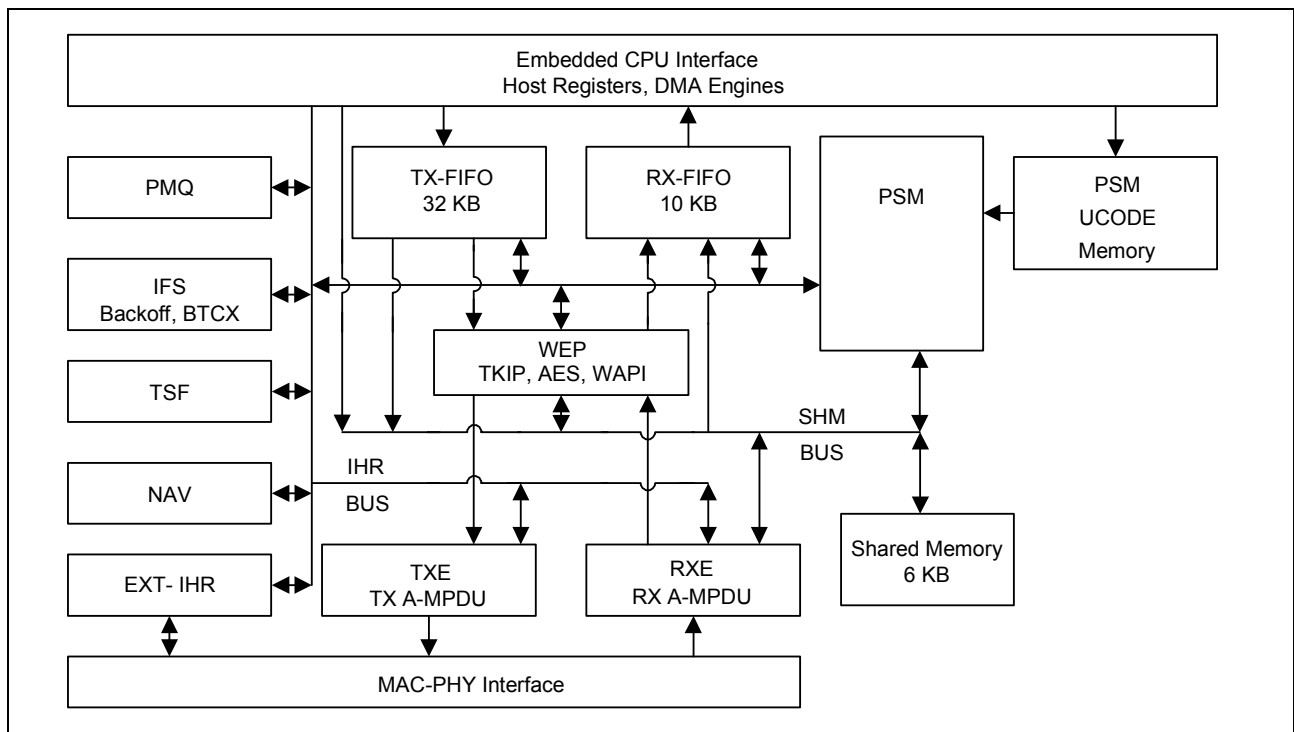 Embedded CPU Interface
Host Registers, DMA Engines
PMQ
TX-FIFO
32 KB
RX-FIFO
10 KB
PSM
PSM
UCODE
Memory
IFS
Backoff, BTCX
WEP
TKIP, AES, WAPI
TSF
SHM
BUS
IHR
BUS
NAV
Shared Memory
6 KB
EXT- IHR
TXE
TX A-MPDU
RXE
RX A-MPDU
MAC-PHY Interface